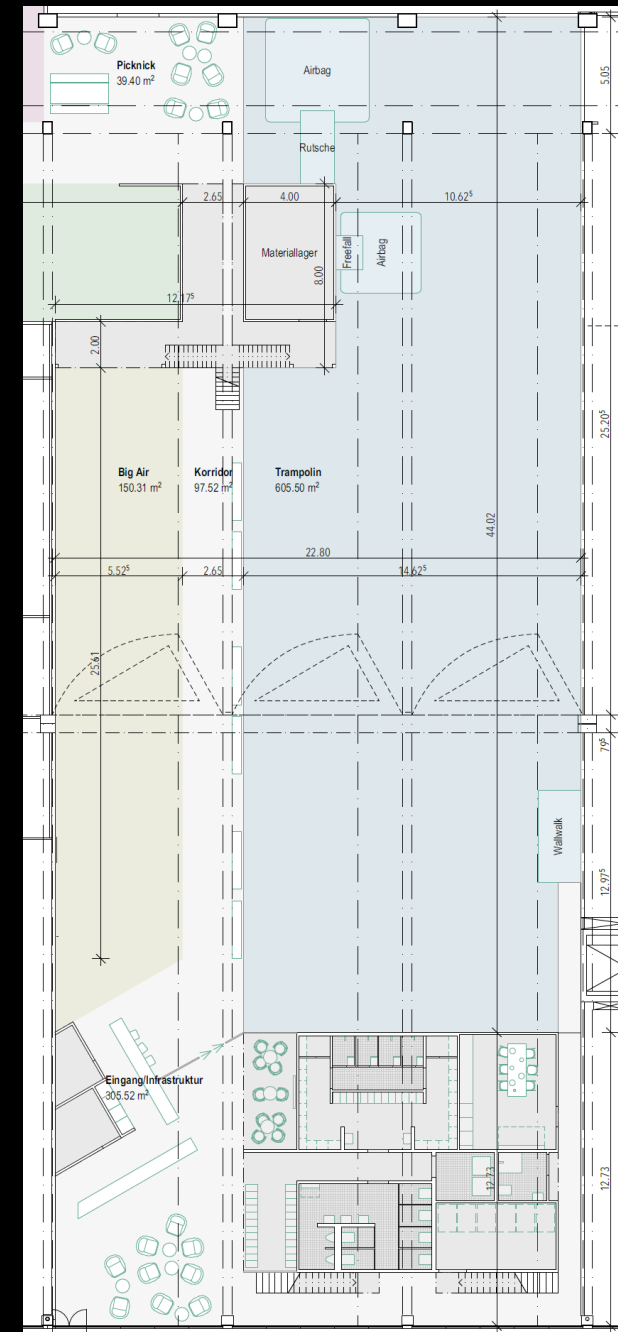 Picknick
39.40 m²
Airbag
5.05
Rutsche
2.65
4.00
10.62⁵
Materiallager
Freefall
Airbag
8.00
12.17⁵
2.00
25.20⁵
Big Air
150.31 m²
Korridor
97.52 m²
Trampolin
605.50 m²
44.02
22.80
5.52⁵
2.65
14.62⁵
25.61
79⁵
Wallwalk
12.97⁵
Eingang/Infrastruktur
305.52 m²
12.73
12.73